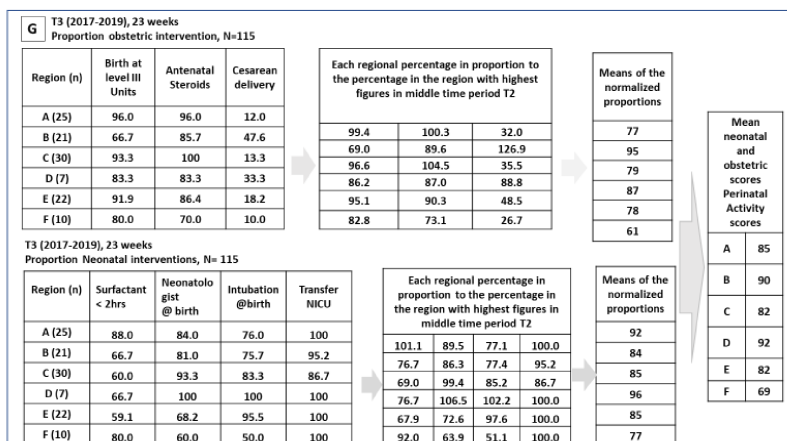 G
T3 (2017-2019), 23 weeks
Proportion obstetric intervention, N=115
Region (n) Birth at level III Units Antenatal Steroids Cesarean delivery
A (25) 96.0 96.0 12.0
B (21) 66.7 85.7 47.6
C (30) 93.3 100 13.3
D (7) 83.3 83.3 33.3
E (22) 91.9 86.4 18.2
F (10) 80.0 70.0 10.0
Each regional percentage in proportion to
the percentage in the region with highest
figures in middle time period T2
99.4 100.3 32.0
69.0 89.6 126.9
96.6 104.5 35.5
86.2 87.0 88.8
95.1 90.3 48.5
82.8 73.1 26.7
Means of the
normalized
proportions
77
95
79
87
78
61
Mean
neonatal
and
obstetric
scores
Perinatal
Activity
scores
A 85
B 90
C 82
D 92
E 82
F 69
T3 (2017-2019), 23 weeks
Proportion Neonatal interventions, N= 115
Region (n) Surfactant < 2hrs Neonatolo gist @ birth Intubation @birth Transfer NICU
A (25) 88.0 84.0 76.0 100
B (21) 66.7 81.0 75.7 95.2
C (30) 60.0 93.3 83.3 86.7
D (7) 66.7 100 100 100
E (22) 59.1 68.2 95.5 100
F (10) 80.0 60.0 50.0 100
Each regional percentage in
proportion to the percentage in
the region with highest figures in
middle time period T2
101.1 89.5 77.1 100.0
76.7 86.3 77.4 95.2
69.0 99.4 85.2 86.7
76.7 106.5 102.2 100.0
67.9 72.6 97.6 100.0
92.0 63.9 51.1 100.0
Means of the
normalized
proportions
92
84
85
96
85
77